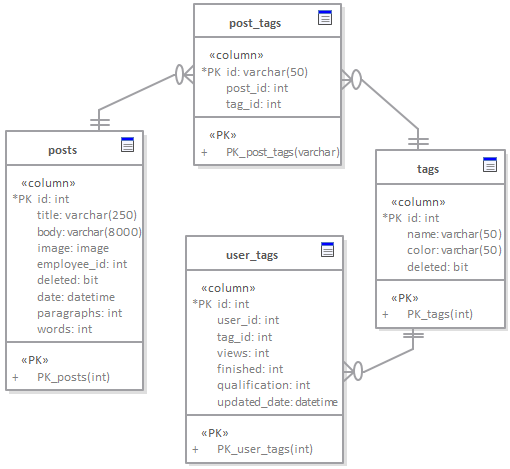 post_tags
«column»
*PK id: varchar(50)
post_id: int
tag_id: int
«PK»
+ PK_post_tags(varchar)
posts
«column»
*PK id: int
title: varchar(250)
body: varchar(8000)
image: image
employee_id: int
deleted: bit
date: datetime
paragraphs: int
words: int
«PK»
+ PK_posts(int)
tags
«column»
*PK id: int
name: varchar(50)
color: varchar(50)
deleted: bit
«PK»
+ PK_tags(int)
user_tags
«column»
*PK id: int
user_id: int
tag_id: int
views: int
finished: int
qualification: int
updated_date: datetime
«PK»
+ PK_user_tags(int)